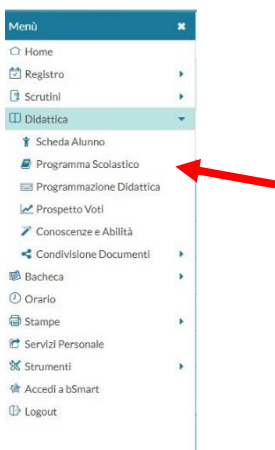 Menù
Home
Registro
Scrutini
Didattica
Scheda Alunno
Programma Scolastico
Programmazione Didattica
Prospetto Voti
Conoscenze e Abilità
Condivisione Documenti
Bacheca
Orario
Stampe
Servizi Personale
Strumenti
Accedi a bSmart
Logout